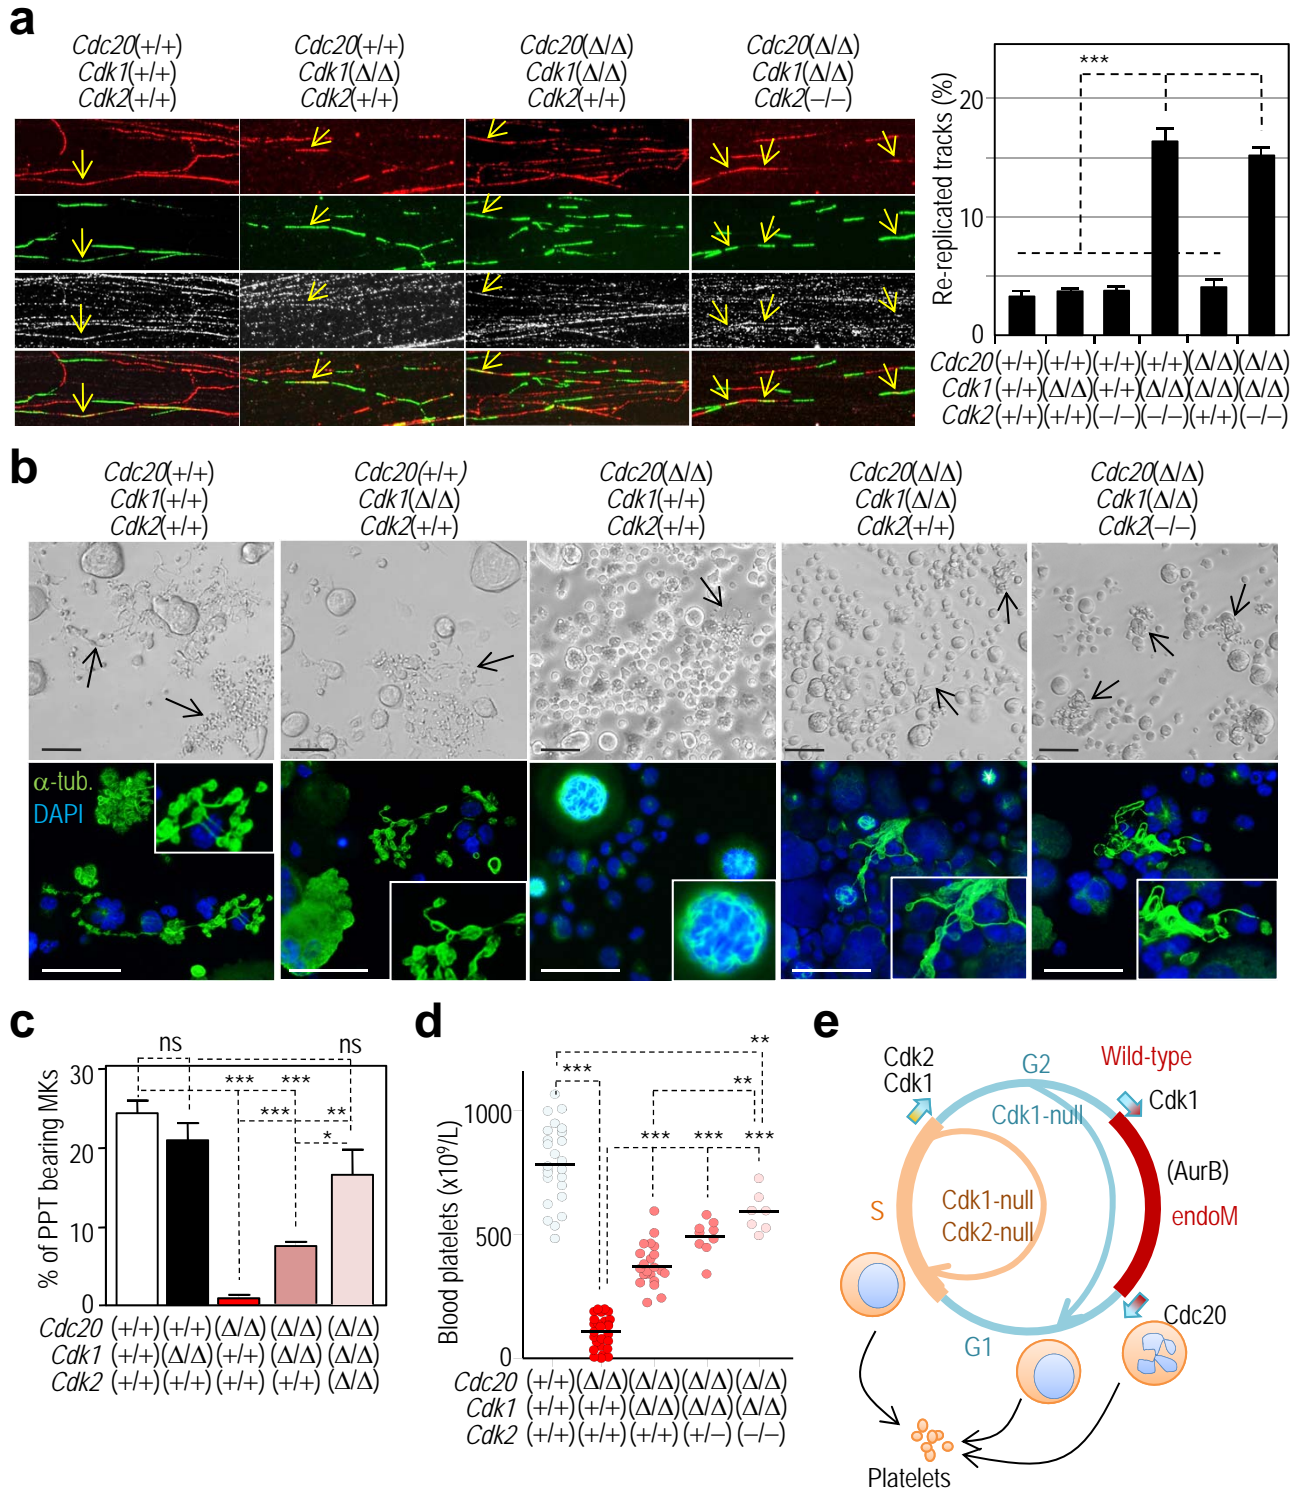 a
Cdc20(+/+) Cdc20(+/+) Cdc20(Δ/Δ) Cdc20(Δ/Δ)
Cdk1(+/+) Cdk1(Δ/Δ) Cdk1(Δ/Δ) Cdk1(Δ/Δ)
Cdk2(+/+) Cdk2(+/+) Cdk2(+/+) Cdk2(−/−)
Re-replicated tracks (%)
***
20
10
0
Cdc20 (+/+)(+/+)(+/+)(+/+)(Δ/Δ)(Δ/Δ)
Cdk1 (+/+)(Δ/Δ)(+/+)(Δ/Δ)(Δ/Δ)(Δ/Δ)
Cdk2 (+/+)(+/+)(−/−)(−/−)(+/+)(−/−)
b
Cdc20(+/+) Cdc20(+/+) Cdc20(Δ/Δ) Cdc20(Δ/Δ) Cdc20(Δ/Δ)
Cdk1(+/+) Cdk1(Δ/Δ) Cdk1(+/+) Cdk1(Δ/Δ) Cdk1(Δ/Δ)
Cdk2(+/+) Cdk2(+/+) Cdk2(+/+) Cdk2(+/+) Cdk2(−/−)
α-tub.
DAPI
c
% of PPT bearing MKs
ns ns
*** ***
*** **
*
30
20
10
0
Cdc20 (+/+) (+/+) (Δ/Δ) (Δ/Δ) (Δ/Δ)
Cdk1 (+/+) (Δ/Δ) (+/+) (Δ/Δ) (Δ/Δ)
Cdk2 (+/+) (+/+) (+/+) (+/+) (Δ/Δ)
d
Blood platelets (x10⁹/L)
**
*** **
*** *** ***
1000
500
0
Cdc20 (+/+) (Δ/Δ) (Δ/Δ) (Δ/Δ) (Δ/Δ)
Cdk1 (+/+) (+/+) (Δ/Δ) (Δ/Δ) (Δ/Δ)
Cdk2 (+/+) (+/+) (+/+) (+/−) (−/−)
e
Cdk2
Cdk1
G2
Wild-type
Cdk1
Cdk1-null
(AurB)
endoM
Cdk1-null
Cdk2-null
S
Cdc20
G1
Platelets